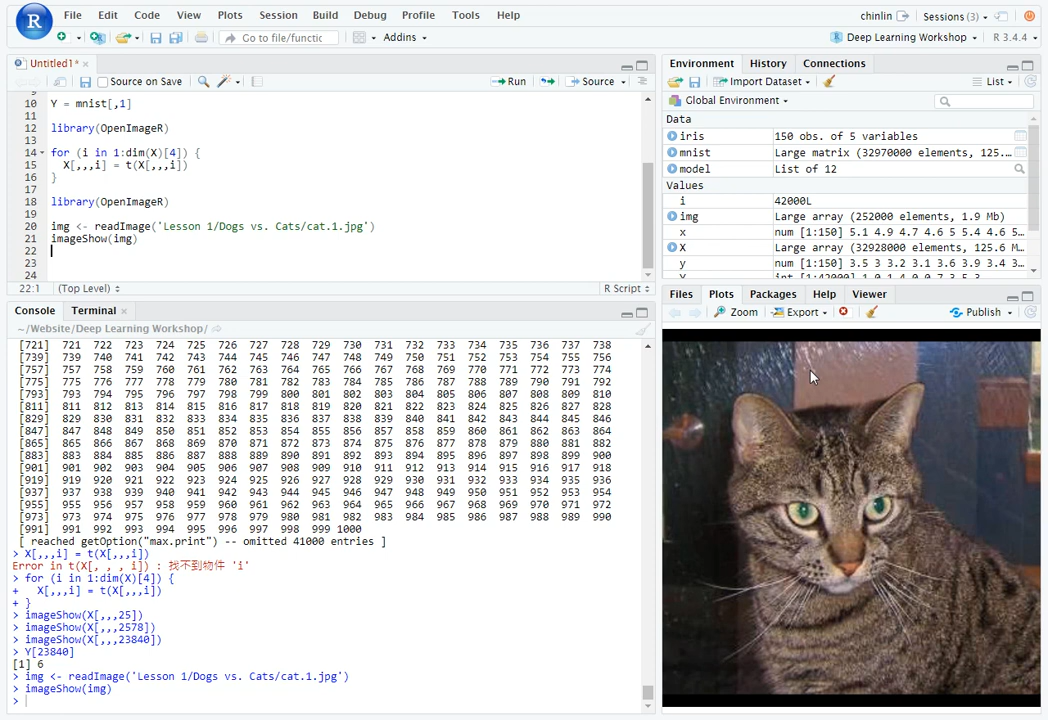 R File Edit Code View Plots Session Build Debug Profile Tools Help chinlin Sessions (3)
Go to file/function Addins Deep Learning Workshop R 3.4.4
Untitled1*
Source on Save Run Source
9
10 Y = mnist[,1]
11
12 library(OpenImageR)
13
14 for (i in 1:dim(X)[4]) {
15 X[,,,i] = t(X[,,,i])
16 }
17
18 library(OpenImageR)
19
20 img <- readImage('Lesson 1/Dogs vs. Cats/cat.1.jpg')
21 imageShow(img)
22
23
24
22:1 (Top Level) R Script
Console Terminal
~/Website/Deep Learning Workshop/
[721] 721 722 723 724 725 726 727 728 729 730 731 732 733 734 735 736 737 738
[739] 739 740 741 742 743 744 745 746 747 748 749 750 751 752 753 754 755 756
[757] 757 758 759 760 761 762 763 764 765 766 767 768 769 770 771 772 773 774
[775] 775 776 777 778 779 780 781 782 783 784 785 786 787 788 789 790 791 792
[793] 793 794 795 796 797 798 799 800 801 802 803 804 805 806 807 808 809 810
[811] 811 812 813 814 815 816 817 818 819 820 821 822 823 824 825 826 827 828
[829] 829 830 831 832 833 834 835 836 837 838 839 840 841 842 843 844 845 846
[847] 847 848 849 850 851 852 853 854 855 856 857 858 859 860 861 862 863 864
[865] 865 866 867 868 869 870 871 872 873 874 875 876 877 878 879 880 881 882
[883] 883 884 885 886 887 888 889 890 891 892 893 894 895 896 897 898 899 900
[901] 901 902 903 904 905 906 907 908 909 910 911 912 913 914 915 916 917 918
[919] 919 920 921 922 923 924 925 926 927 928 929 930 931 932 933 934 935 936
[937] 937 938 939 940 941 942 943 944 945 946 947 948 949 950 951 952 953 954
[955] 955 956 957 958 959 960 961 962 963 964 965 966 967 968 969 970 971 972
[973] 973 974 975 976 977 978 979 980 981 982 983 984 985 986 987 988 989 990
[991] 991 992 993 994 995 996 997 998 999 1000
[ reached getOption("max.print") -- omitted 41000 entries ]
> X[,,,i] = t(X[,,,i])
Error in t(X[, , , i]) : 找不到物件 'i'
> for (i in 1:dim(X)[4]) {
+ X[,,,i] = t(X[,,,i])
+ }
> imageShow(X[,,,25])
> imageShow(X[,,,2578])
> imageShow(X[,,,23840])
> Y[23840]
[1] 6
> img <- readImage('Lesson 1/Dogs vs. Cats/cat.1.jpg')
> imageShow(img)
>
Environment History Connections
Import Dataset List
Global Environment
Data
iris 150 obs. of 5 variables
mnist Large matrix (32970000 elements, 125....
model List of 12
Values
i 42000L
img Large array (252000 elements, 1.9 Mb)
x num [1:150] 5.1 4.9 4.7 4.6 5 5.4 4.6 5…
X Large array (32928000 elements, 125.6 M…
y num [1:150] 3.5 3 3.2 3.1 3.6 3.9 3.4 3…
Y int [1:42000] 1 0 1 4 0 0 7 3 5 3
Files Plots Packages Help Viewer
Zoom Export Publish